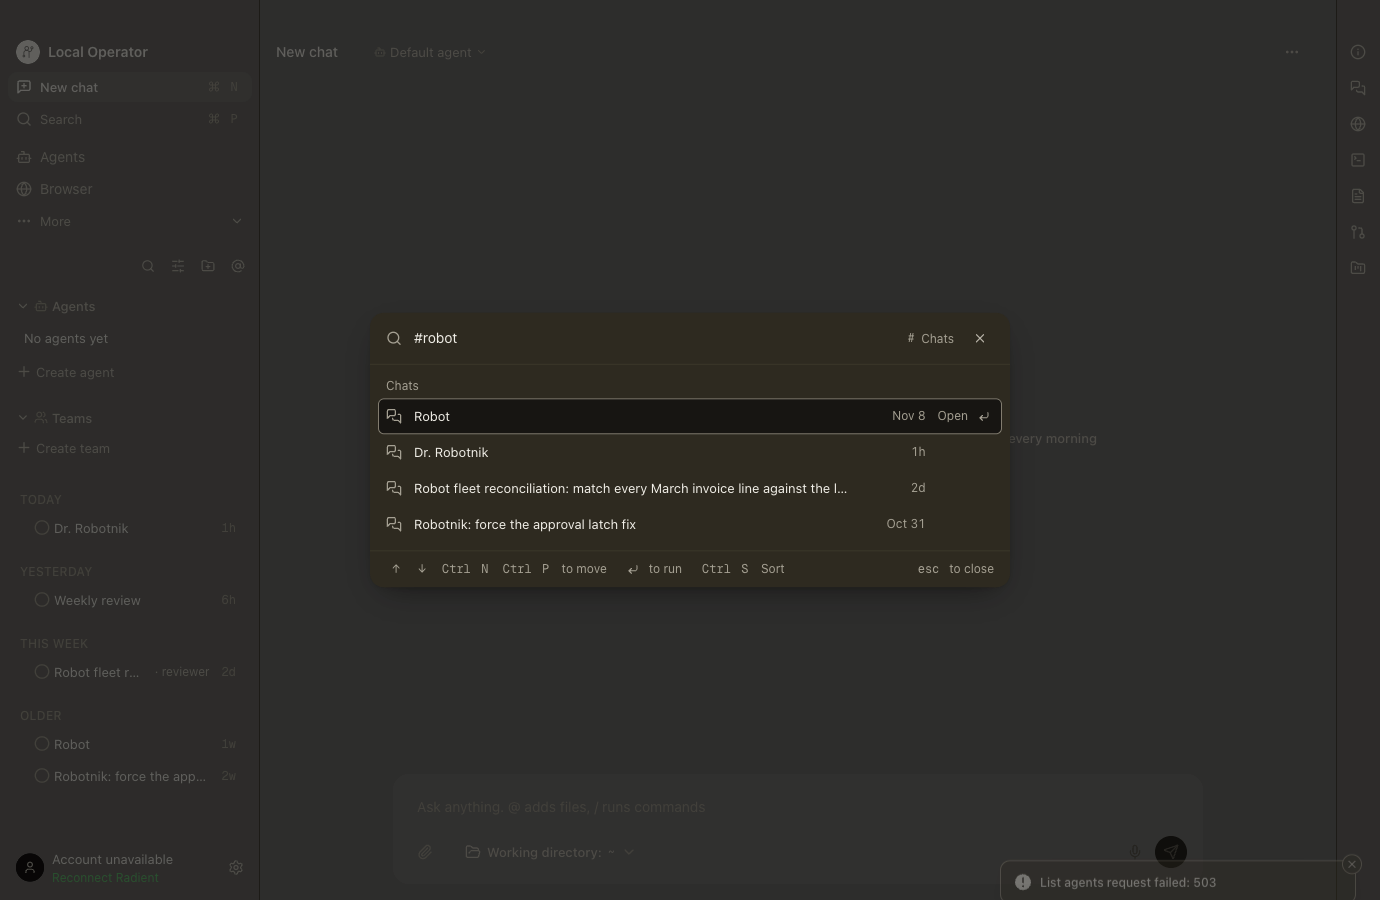 Local Operator
New chat ⌘ N
Search ⌘ P
Agents
Browser
More
Agents
No agents yet
Create agent
Teams
Create team
TODAY
Dr. Robotnik 1h
YESTERDAY
Weekly review 6h
THIS WEEK
Robot fleet r... · reviewer 2d
OLDER
Robot 1w
Robotnik: force the app... 2w
Account unavailable
Reconnect Radient
New chat Default agent
every morning
#robot # Chats
Chats
Robot Nov 8 Open
Dr. Robotnik 1h
Robot fleet reconciliation: match every March invoice line against the l... 2d
Robotnik: force the approval latch fix Oct 31
↑ ↓ Ctrl N Ctrl P to move ↵ to run Ctrl S Sort esc to close
Ask anything. @ adds files, / runs commands
Working directory: -
List agents request failed: 503